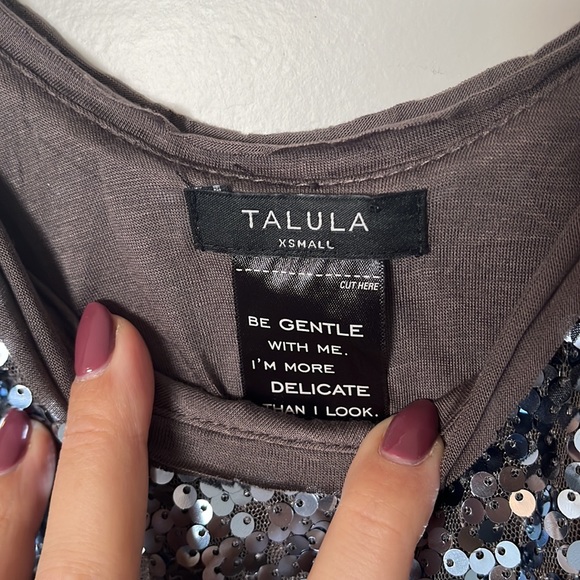 TALULA
XSMALL
CUT HERE
BE GENTLE
WITH ME.
I'M MORE
DELICATE
THAN I LOOK.